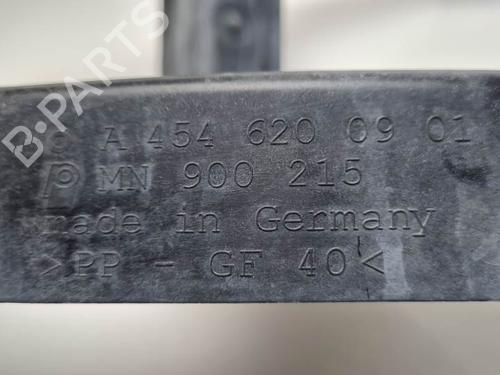 A 454 620 09 01
MN 900 215
made in Germany
>PP - GF 40<
B-PARTS